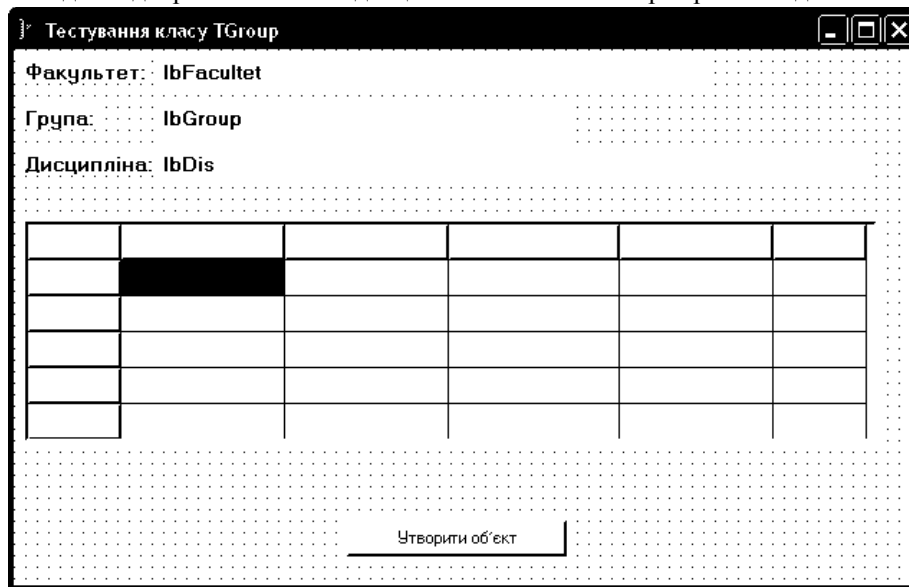 Тестування класу TGroup
Факультет: lbFacultet
Група: lbGroup
Дисципліна: lbDis
Утворити об'єкт